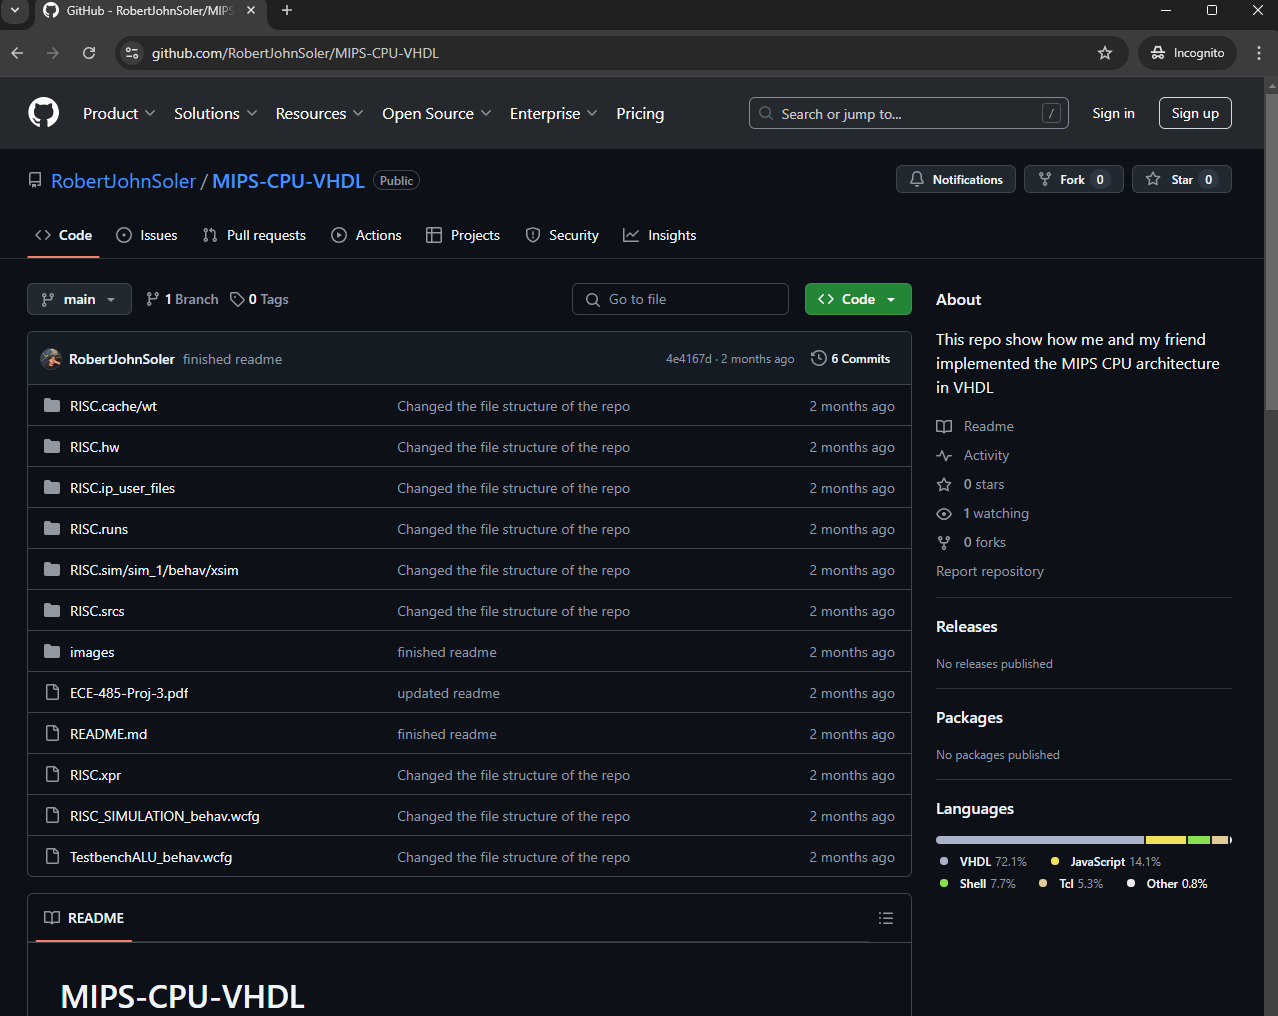 GitHub - RobertJohnSoler/MIPS
github.com/RobertJohnSoler/MIPS-CPU-VHDL
Incognito
Product Solutions Resources Open Source Enterprise Pricing
Search or jump to... /
Sign in
Sign up
RobertJohnSoler / MIPS-CPU-VHDL Public
Notifications Fork 0 Star 0
Code Issues Pull requests Actions Projects Security Insights
main 1 Branch 0 Tags
Go to file
Code
RobertJohnSoler finished readme 4e4167d · 2 months ago 6 Commits
RISC.cache/wt Changed the file structure of the repo 2 months ago
RISC.hw Changed the file structure of the repo 2 months ago
RISC.ip_user_files Changed the file structure of the repo 2 months ago
RISC.runs Changed the file structure of the repo 2 months ago
RISC.sim/sim_1/behav/xsim Changed the file structure of the repo 2 months ago
RISC.srcs Changed the file structure of the repo 2 months ago
images finished readme 2 months ago
ECE-485-Proj-3.pdf updated readme 2 months ago
README.md finished readme 2 months ago
RISC.xpr Changed the file structure of the repo 2 months ago
RISC_SIMULATION_behav.wcfg Changed the file structure of the repo 2 months ago
TestbenchALU_behav.wcfg Changed the file structure of the repo 2 months ago
README
MIPS-CPU-VHDL
About
This repo show how me and my friend
implemented the MIPS CPU architecture
in VHDL
Readme
Activity
0 stars
1 watching
0 forks
Report repository
Releases
No releases published
Packages
No packages published
Languages
VHDL 72.1% JavaScript 14.1%
Shell 7.7% Tcl 5.3% Other 0.8%